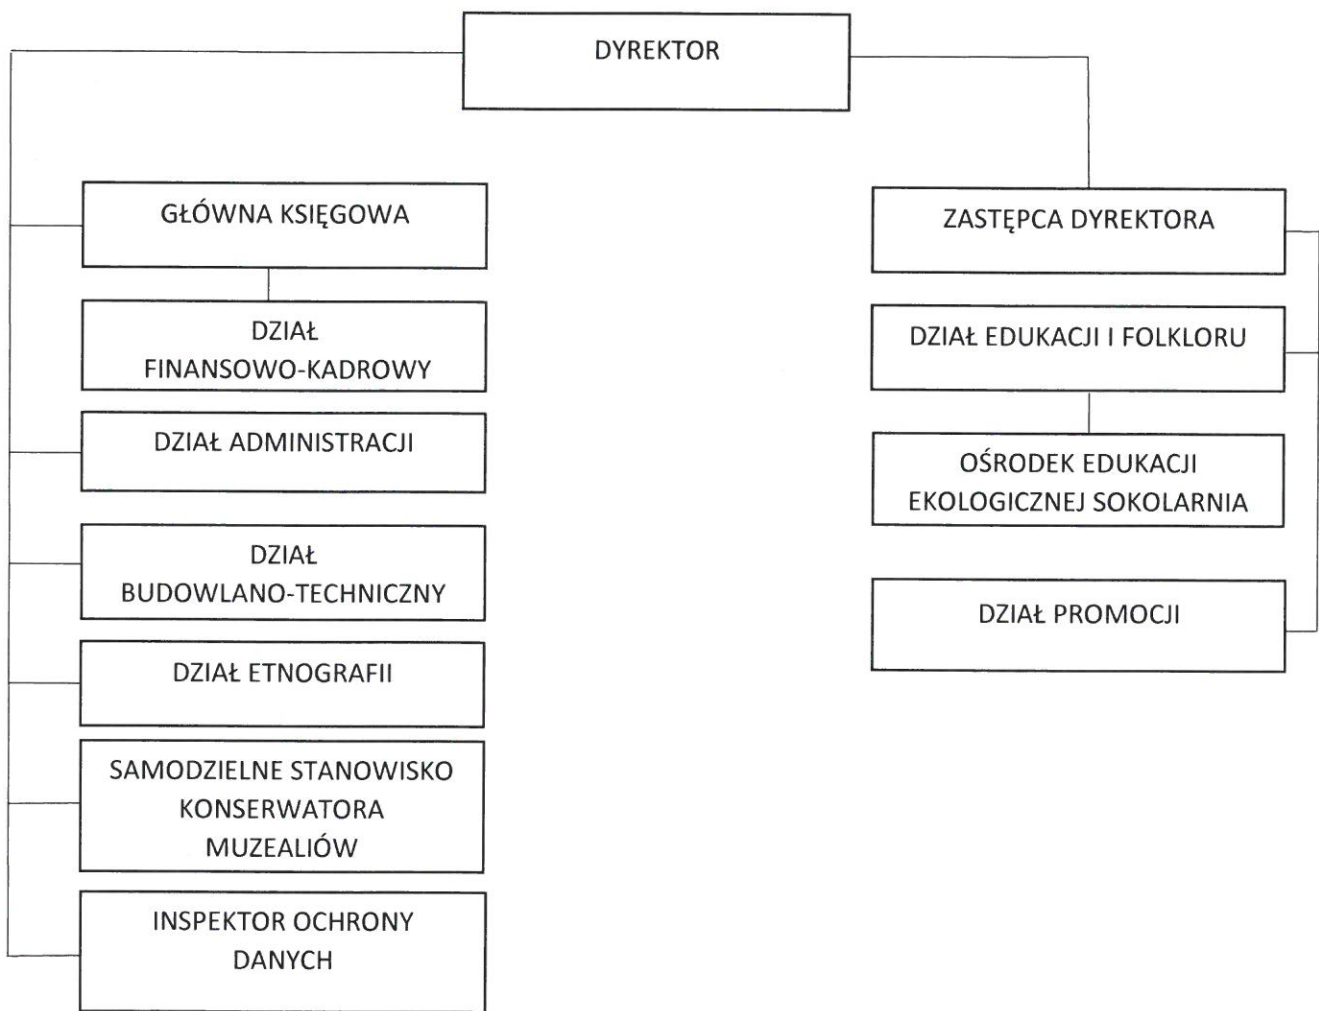 DYREKTOR
GŁÓWNA KSIĘGOWA
DZIAŁ
FINANSOWO-KADROWY
DZIAŁ ADMINISTRACJI
DZIAŁ
BUDOWLANO-TECHNICZNY
DZIAŁ ETNOGRAFII
SAMODZIELNE STANOWISKO
KONSERWATORA
MUZEALIÓW
INSPEKTOR OCHRONY
DANYCH
ZASTĘPCA DYREKTORA
DZIAŁ EDUKACJI I FOLKLORU
OŚRODEK EDUKACJI
EKOLOGICZNEJ SOKOLARNIA
DZIAŁ PROMOCJI